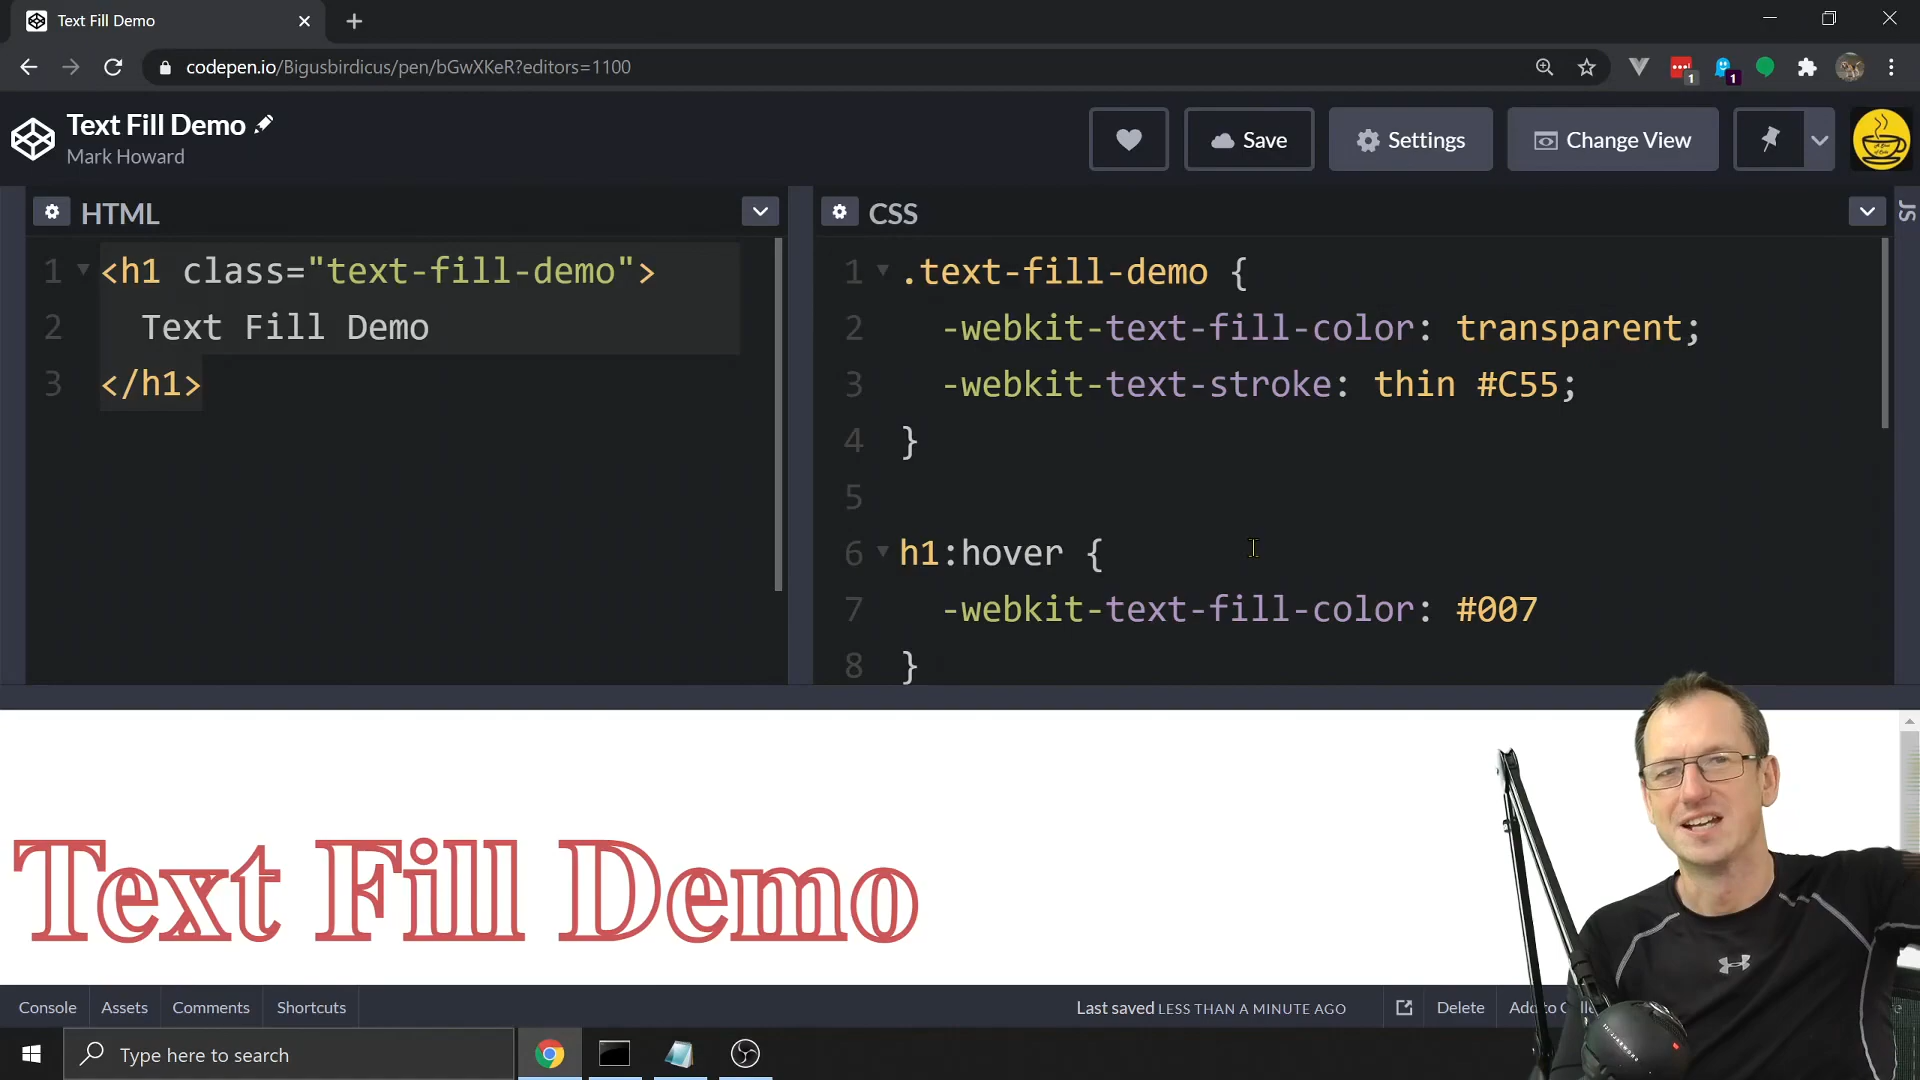 Text Fill Demo
codepen.io/Bigusbirdicus/pen/bGwXKeR?editors=1100
1
1
Text Fill Demo
Mark Howard
Save
Settings
Change View
HTML
1 <h1 class="text-fill-demo">
2 Text Fill Demo
3 </h1>
CSS
JS
1 .text-fill-demo {
2 -webkit-text-fill-color: transparent;
3 -webkit-text-stroke: thin #C55;
4 }
5
6 h1:hover {
7 -webkit-text-fill-color: #007
8 }
Text Fill Demo
Console
Assets
Comments
Shortcuts
Last saved LESS THAN A MINUTE AGO
Delete
Type here to search